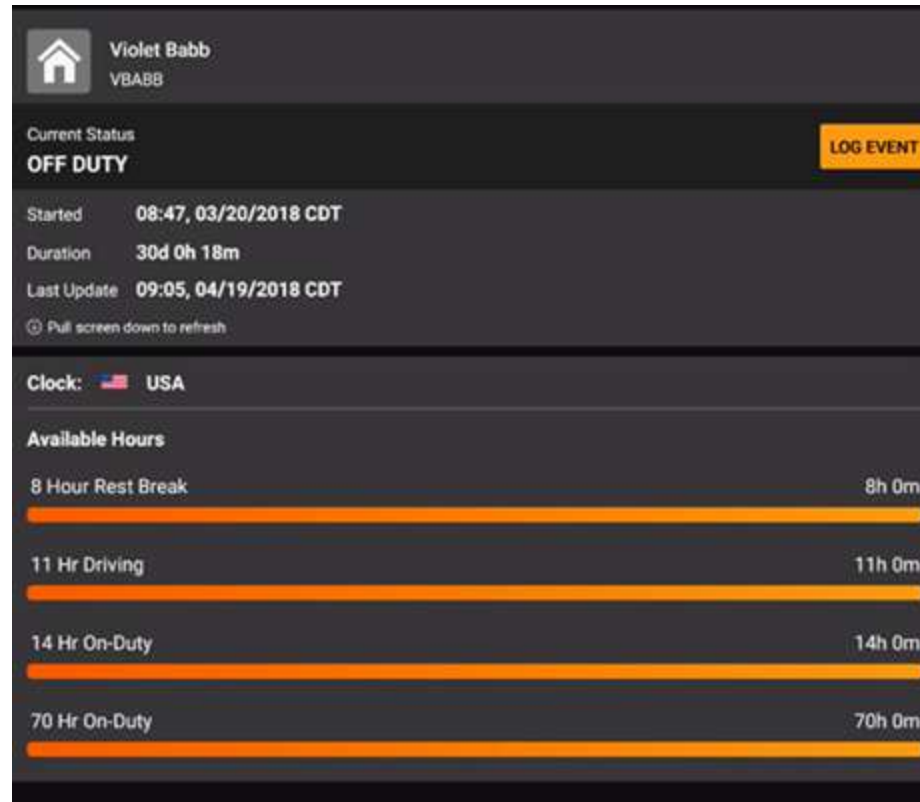 Violet Babb
VBABB
Current Status
OFF DUTY
LOG EVENT
Started 08:47, 03/20/2018 CDT
Duration 30d 0h 18m
Last Update 09:05, 04/19/2018 CDT
Pull screen down to refresh
Clock: USA
Available Hours
8 Hour Rest Break 8h 0m
11 Hr Driving 11h 0m
14 Hr On-Duty 14h 0m
70 Hr On-Duty 70h 0m